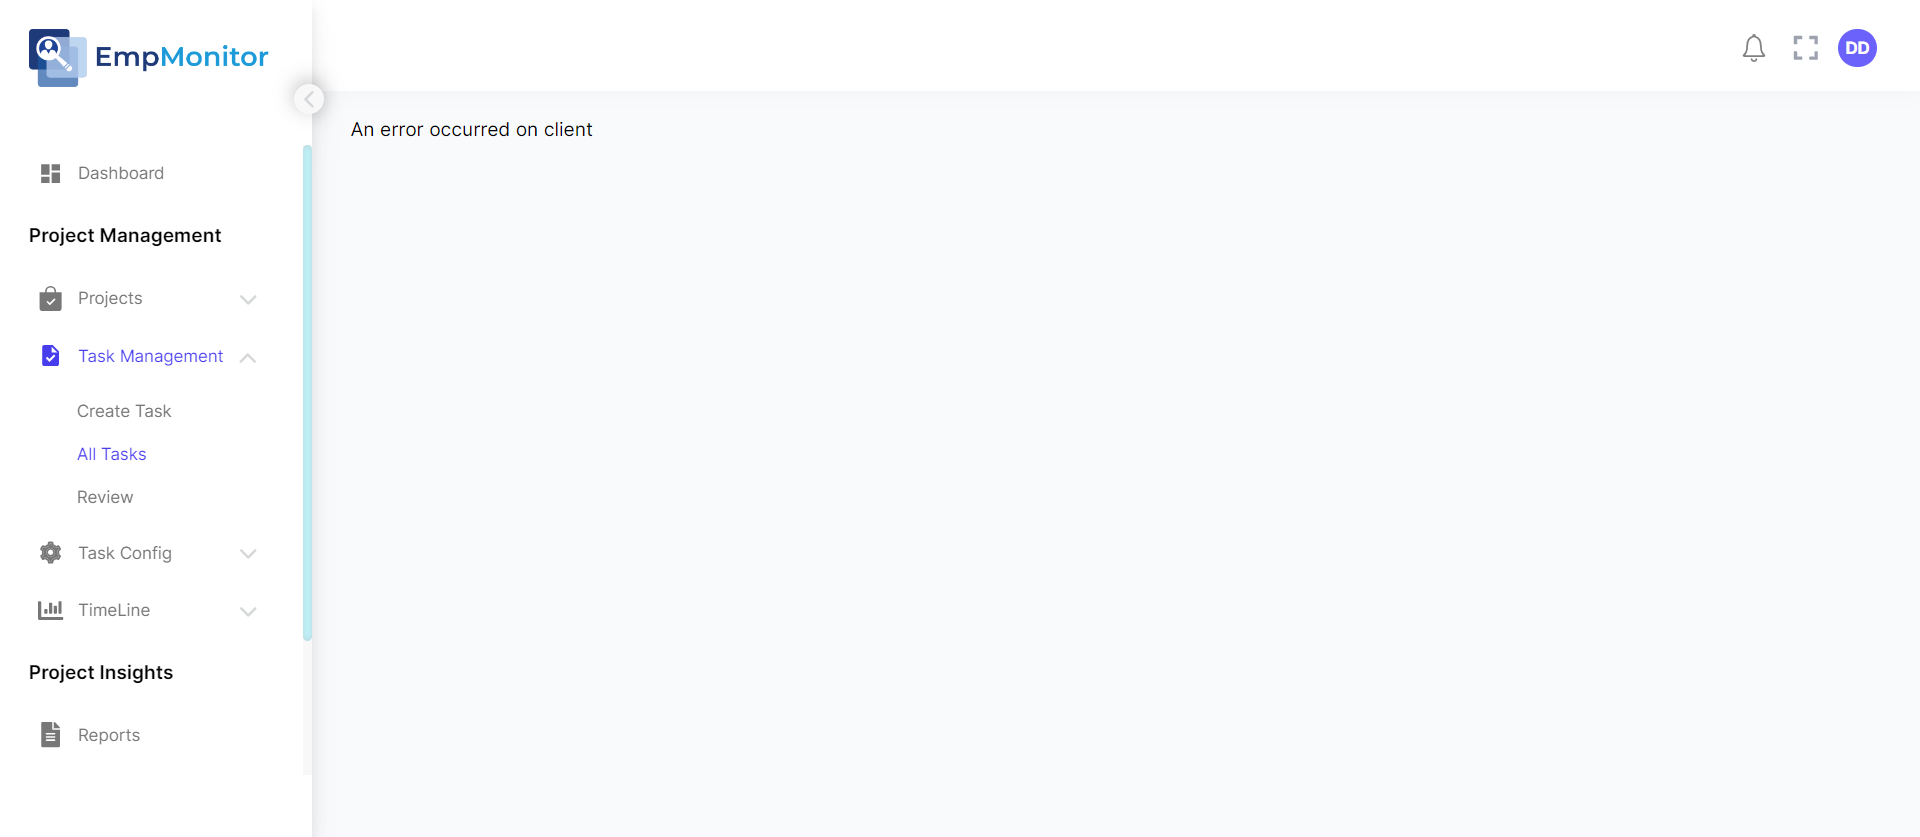 EmpMonitor
DD
An error occurred on client
Dashboard
Project Management
Projects
Task Management
Create Task
All Tasks
Review
Task Config
TimeLine
Project Insights
Reports